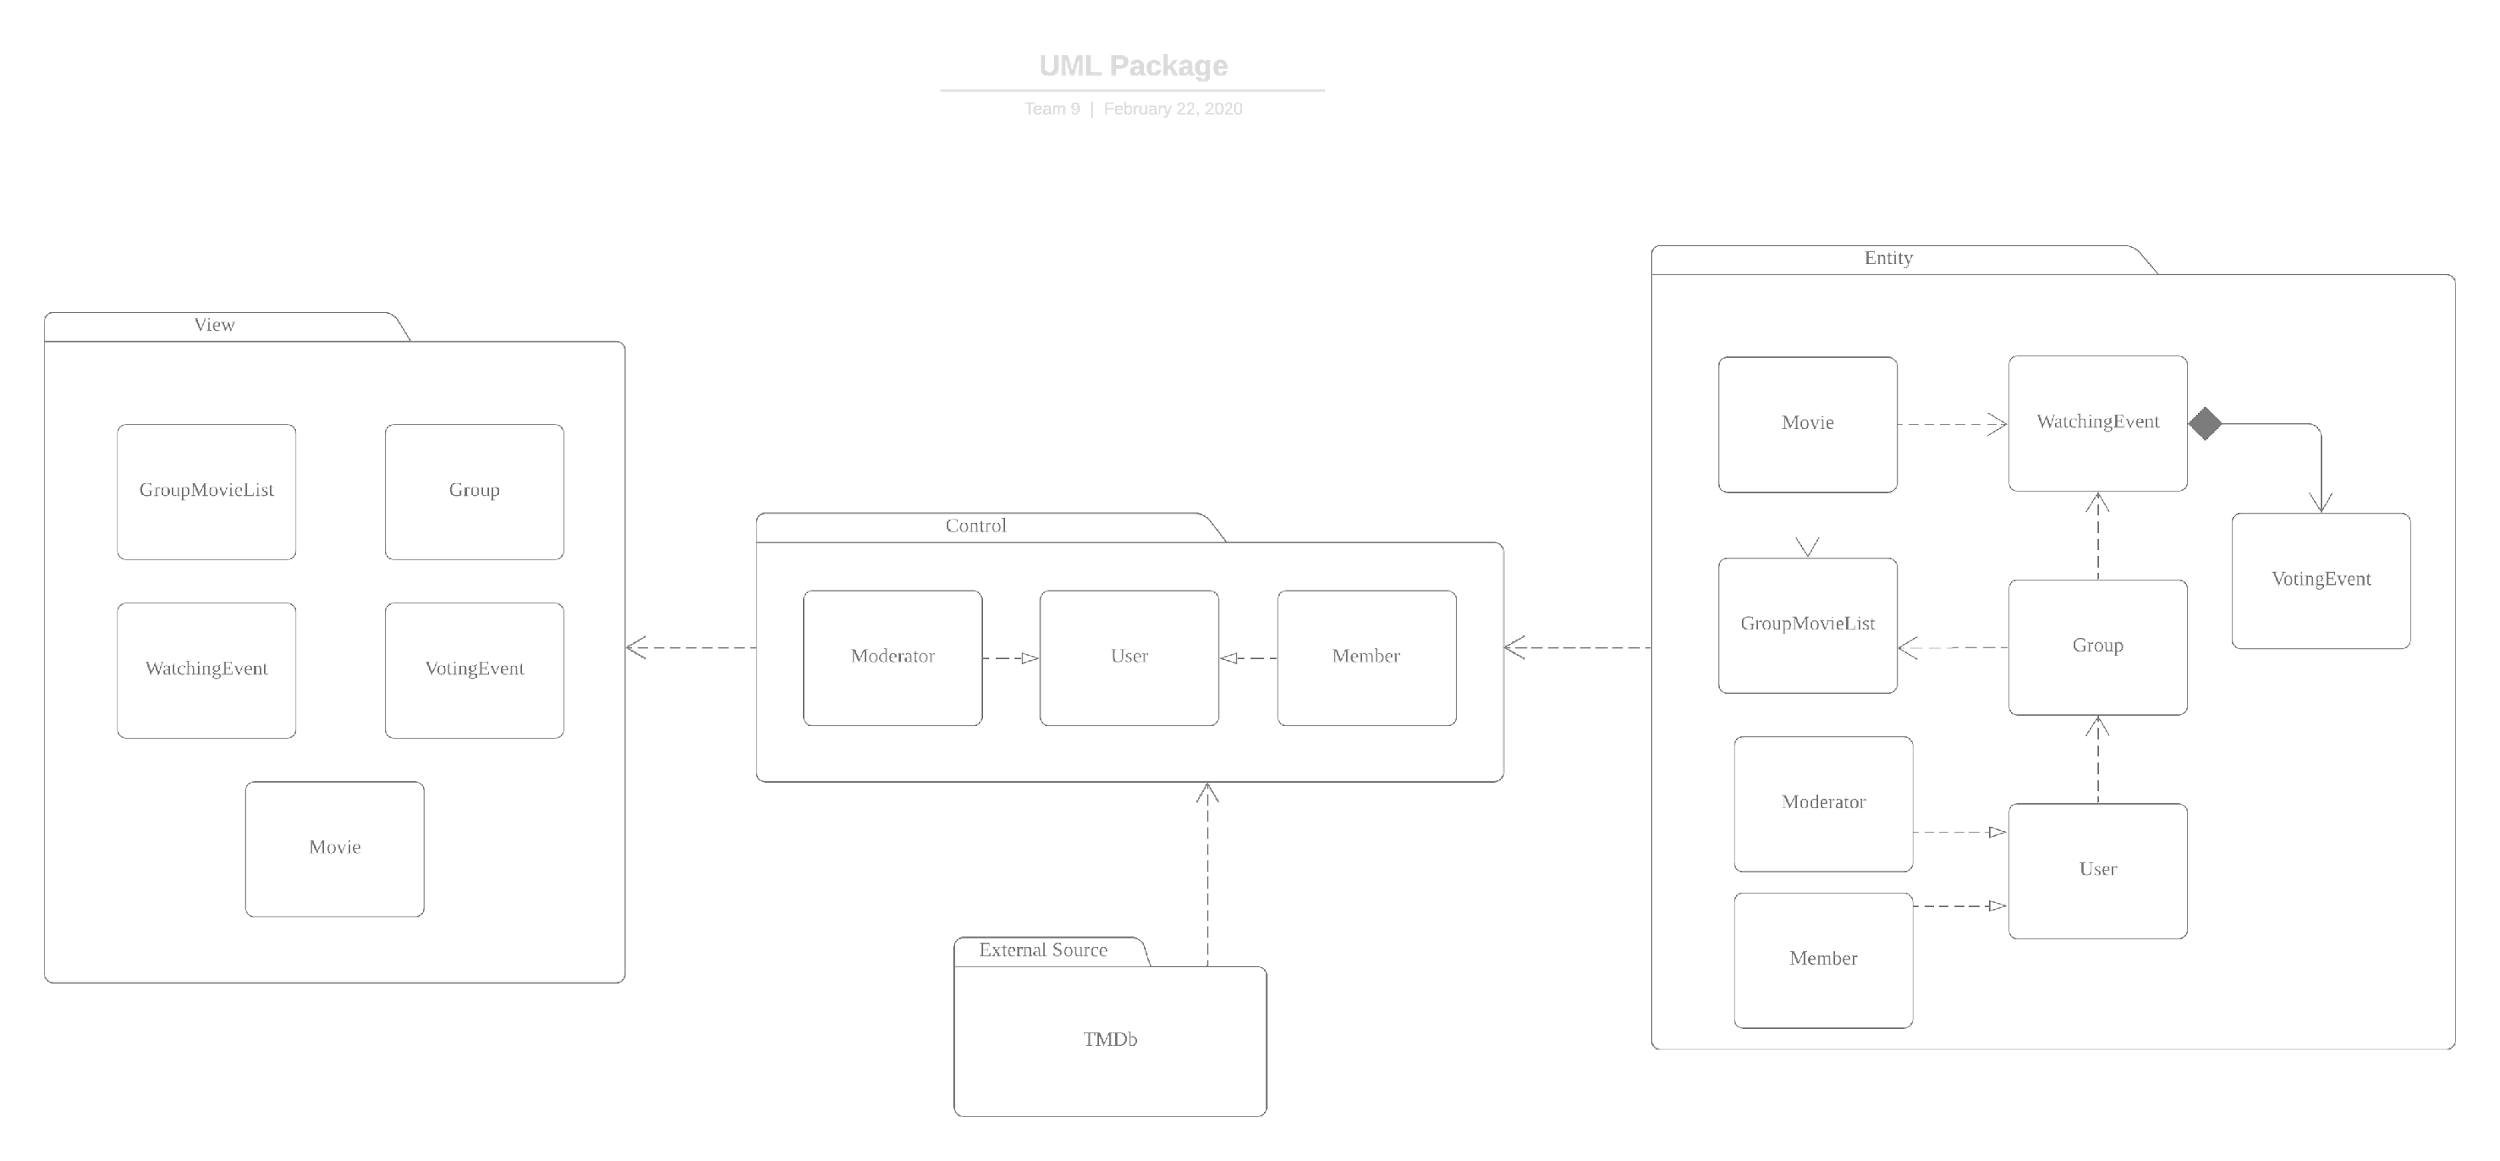 UML Package
Team 9 | February 22, 2020
View
GroupMovieList
Group
WatchingEvent
VotingEvent
Movie
Control
Moderator
User
Member
External Source
TMDb
Entity
Movie
WatchingEvent
VotingEvent
GroupMovieList
Group
Moderator
User
Member